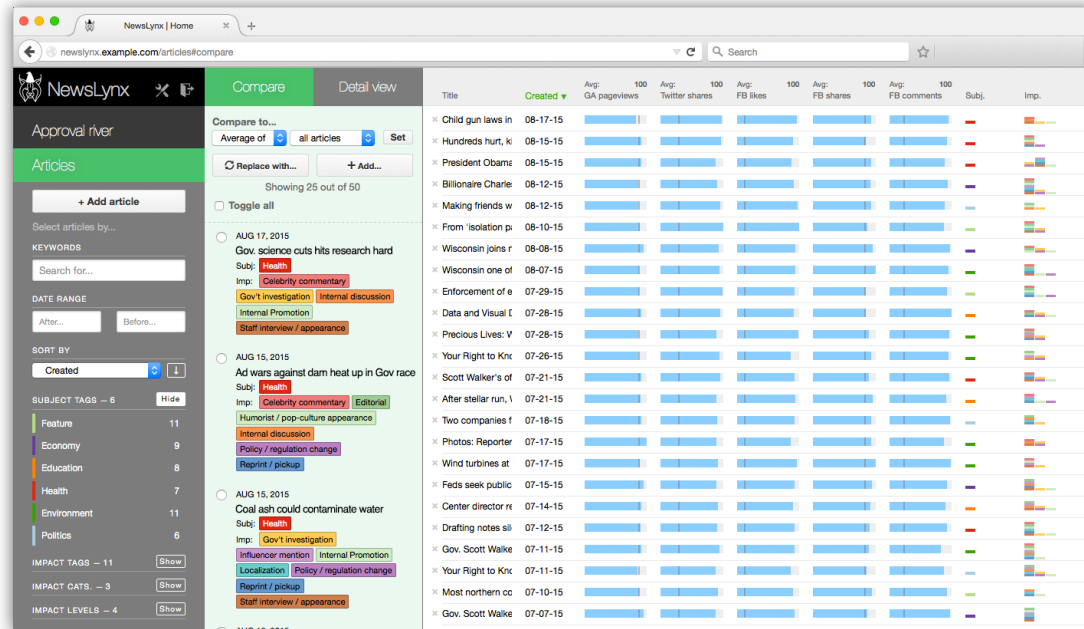 NewsLynx | Home
newslynx.example.com/articles#compare
Search
NewsLynx
Approval river
Articles
+ Add article
Select articles by...
KEYWORDS
Search for...
DATE RANGE
After...
Before...
SORT BY
Created
SUBJECT TAGS — 6
Hide
Feature 11
Economy 9
Education 8
Health 7
Environment 11
Politics 6
IMPACT TAGS — 11
Show
IMPACT CATS. — 3
Show
IMPACT LEVELS — 4
Show
Compare
Detail view
Compare to...
Average of
all articles
Set
Replace with...
+ Add...
Showing 25 out of 50
Toggle all
AUG 17, 2015
Gov. science cuts hits research hard
Subj: Health
Imp: Celebrity commentary
Gov't investigation Internal discussion
Internal Promotion
Staff interview / appearance
AUG 15, 2015
Ad wars against dam heat up in Gov race
Subj: Health
Imp: Celebrity commentary Editorial
Humorist / pop-culture appearance
Internal discussion
Policy / regulation change
Reprint / pickup
AUG 15, 2015
Coal ash could contaminate water
Subj: Health
Imp: Gov't investigation
Influencer mention Internal Promotion
Localization Policy / regulation change
Reprint / pickup
Staff interview / appearance
Avg: 100 Avg: 100 Avg: 100 Avg: 100 Avg: 100
Title Created GA pageviews Twitter shares FB likes FB shares FB comments Subj. Imp.
Child gun laws in 08-17-15
Hundreds hurt, ki 08-15-15
President Obama 08-15-15
Billionaire Charles 08-12-15
Making friends w 08-12-15
From 'isolation pa 08-10-15
Wisconsin joins r 08-08-15
Wisconsin one of 08-07-15
Enforcement of e 07-29-15
Data and Visual D 07-28-15
Precious Lives: W 07-28-15
Your Right to Kno 07-26-15
Scott Walker's of 07-21-15
After stellar run, 07-21-15
Two companies f 07-18-15
Photos: Reporter 07-17-15
Wind turbines at 07-17-15
Feds seek public 07-15-15
Center director re 07-14-15
Drafting notes sil 07-12-15
Gov. Scott Walke 07-11-15
Your Right to Kno 07-11-15
Most northern co 07-10-15
Gov. Scott Walke 07-07-15